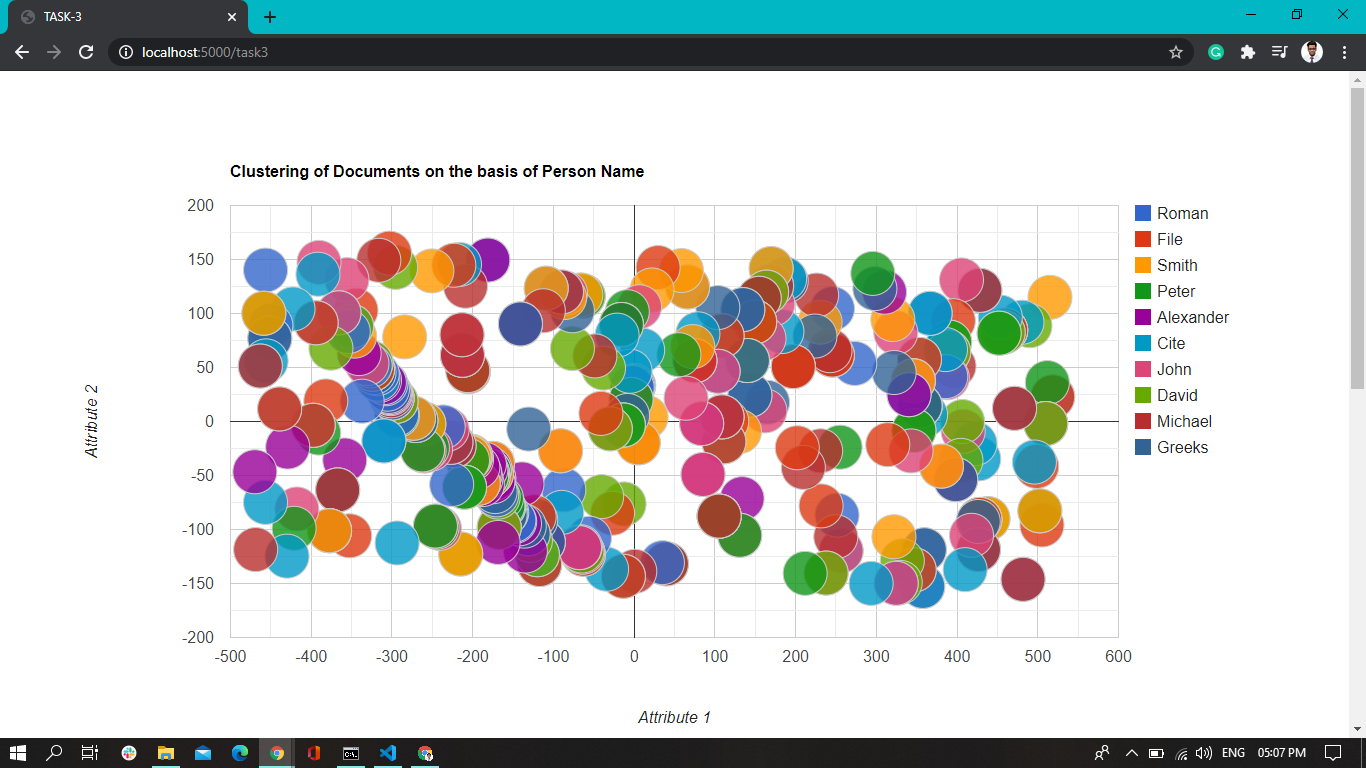 TASK-3
localhost:5000/task3
Clustering of Documents on the basis of Person Name
200
150
100
50
0
-50
-100
-150
-200
-500 -400 -300 -200 -100 0 100 200 300 400 500 600
Attribute 2
Attribute 1
Roman
File
Smith
Peter
Alexander
Cite
John
David
Michael
Greeks
ENG 05:07 PM